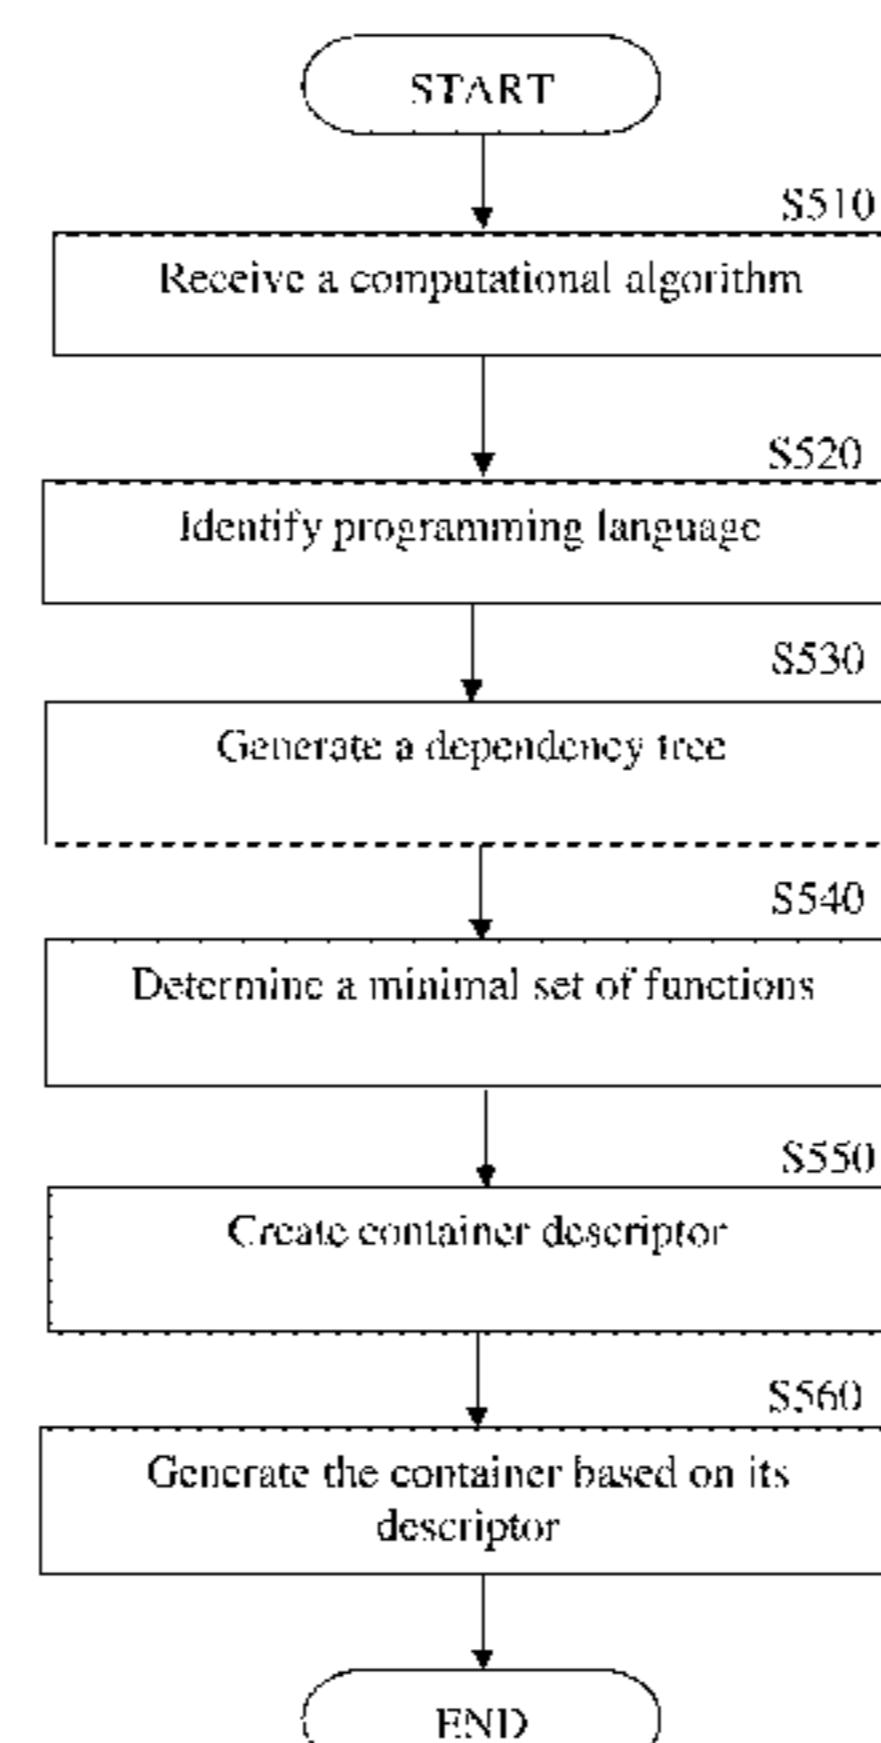 START
S510
Receive a computational algorithm
S520
Identify programming language
S530
Generate a dependency tree
S540
Determine a minimal set of functions
S550
Create container descriptor
S560
Generate the container based on its
descriptor
END